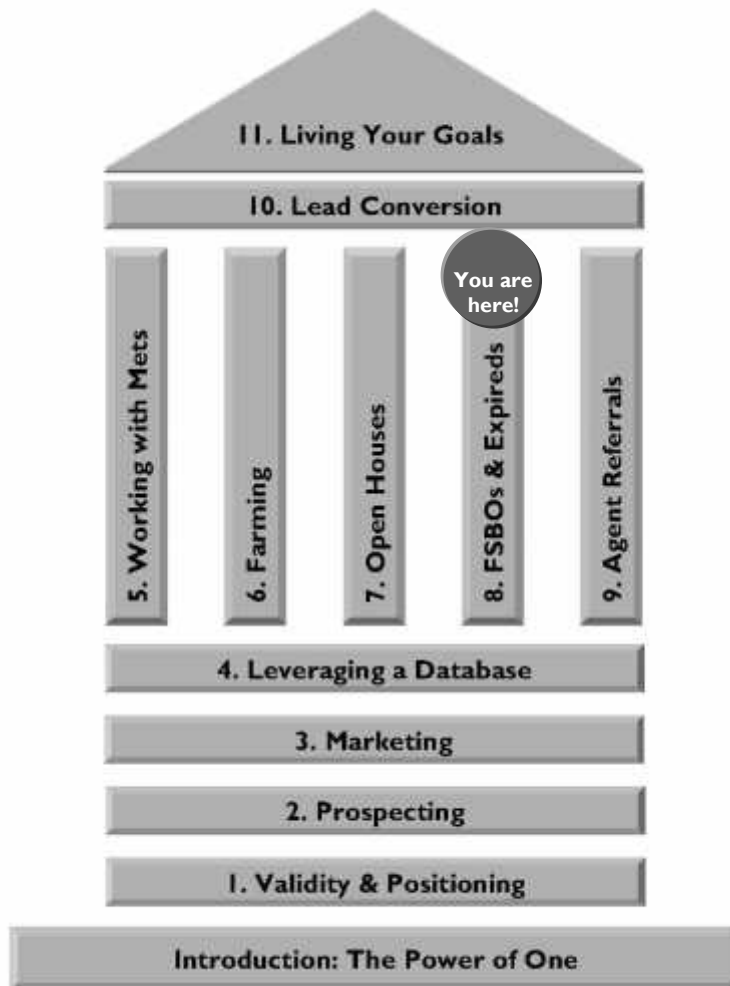 11. Living Your Goals
10. Lead Conversion
You are
here!
5. Working with Mets
6. Farming
7. Open Houses
8. FSBOs & Expireds
9. Agent Referrals
4. Leveraging a Database
3. Marketing
2. Prospecting
1. Validity & Positioning
Introduction: The Power of One